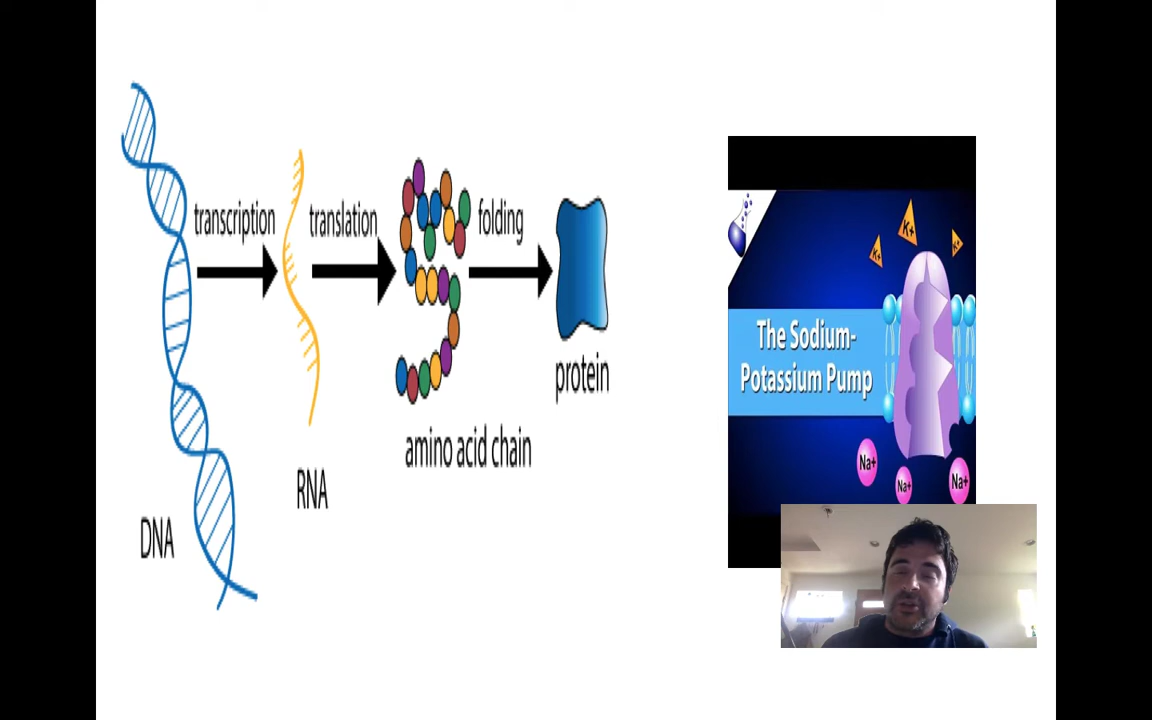 transcription
translation
folding
protein
amino acid chain
RNA
DNA
K+
K+
K+
The Sodium-
Potassium Pump
Na+
Na+
Na+